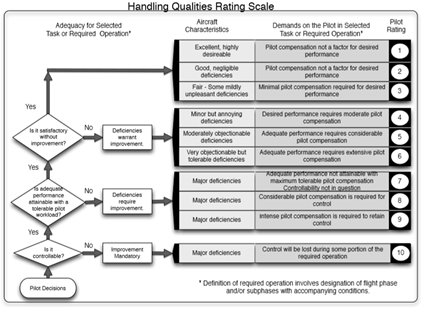 Handling Qualities Rating Scale
Adequacy for Selected
Task or Required Operation*
Aircraft
Characteristics
Demands on the Pilot in Selected
Task or Required Operation*
Pilot
Rating
Excellent, highly
desireable
Pilot compensation not a factor for desired
performance
1
Good, negligible
deficiencies
Pilot compensation not a factor for desired
performance
2
Fair - Some mildly
unpleasant deficiencies
Minimal pilot compensation required for desired
performance
3
Yes
Is it satisfactory
without
improvement?
No
Deficiencies
warrant
improvement.
Minor but annoying
deficiencies
Desired performance requires moderate pilot
compensation
4
Moderately objectionable
deficiencies
Adequate performance requires considerable
pilot compensation
5
Very objectionable but
tolerable deficiencies
Adequate performance requires extensive pilot
compensation
6
Yes
Is adequate
performance
attainable with a
tolerable pilot
workload?
No
Deficiencies
require
improvement.
Major deficiencies
Adequate performance not attainable with
maximum tolerable pilot compensation
Controllability not in question
7
Major deficiencies
Considerable pilot compensation is required for
control
8
Major deficiencies
Intense pilot compensation is required to retain
control
9
Yes
Is it
controllable?
No
Improvement
Mandatory
Major deficiencies
Control will be lost during some portion of the
required operation
10
Pilot Decisions
* Definition of required operation involves designation of flight phase
and/or subphases with accompanying conditions.